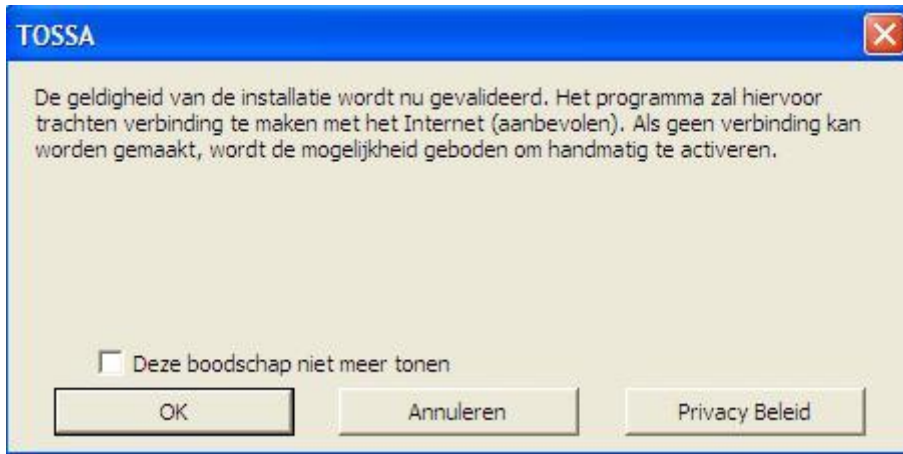 TOSSA
De geldigheid van de installatie wordt nu gevalideerd. Het programma zal hiervoor
trachten verbinding te maken met het Internet (aanbevolen). Als geen verbinding kan
worden gemaakt, wordt de mogelijkheid geboden om handmatig te activeren.
Deze boodschap niet meer tonen
OK Annuleren Privacy Beleid